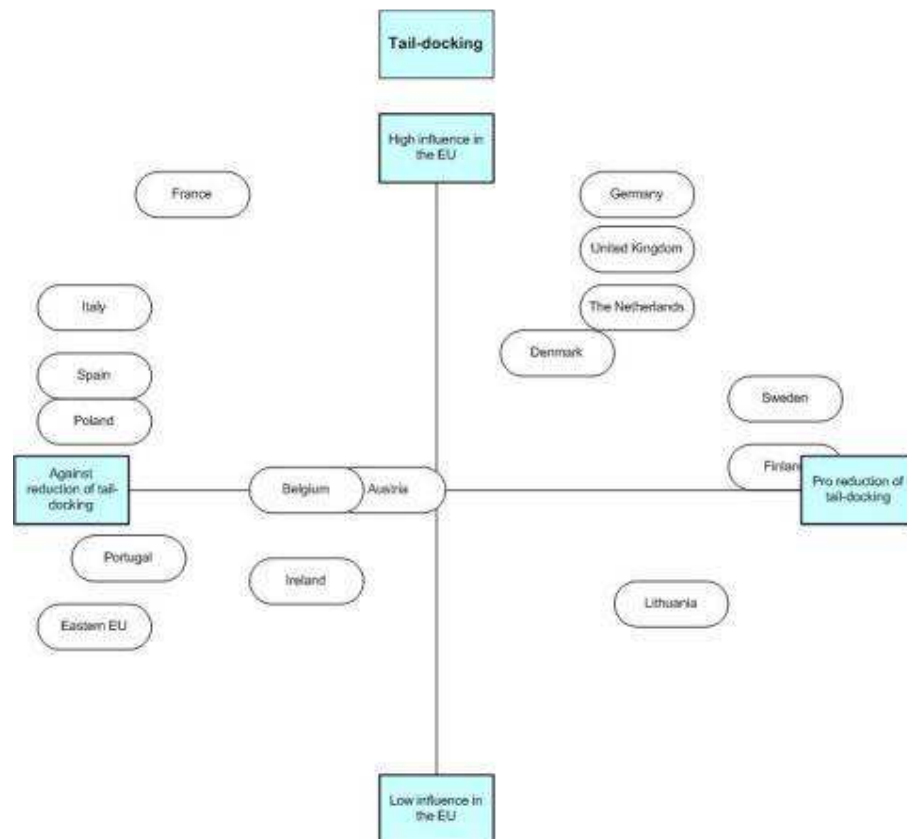 Tail-docking
High influence in
the EU
France
Germany
United Kingdom
Italy
The Netherlands
Denmark
Spain
Sweden
Poland
Against
reduction of tail-
docking
Belgium
Austria
Finland
Pro reduction of
tail-docking
Portugal
Ireland
Lithuania
Eastern EU
Low influence in
the EU